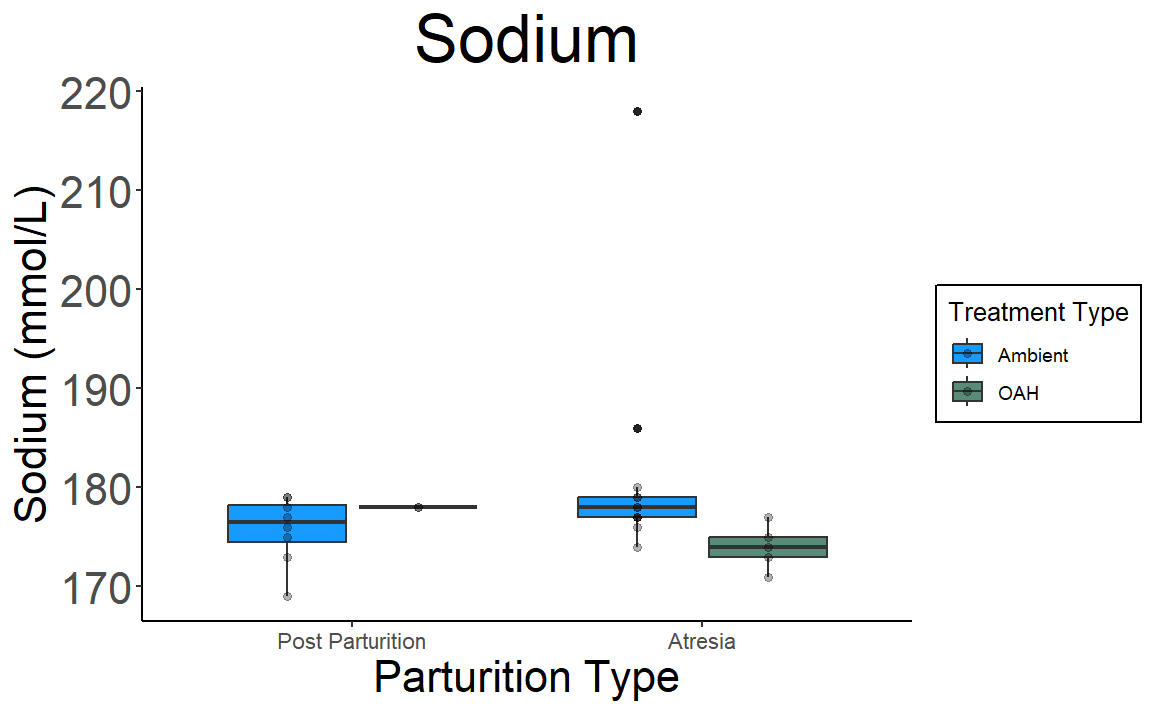 Sodium
Sodium (mmol/L)
220
210
200
190
180
170
Post Parturition
Atresia
Parturition Type
Treatment Type
Ambient
OAH